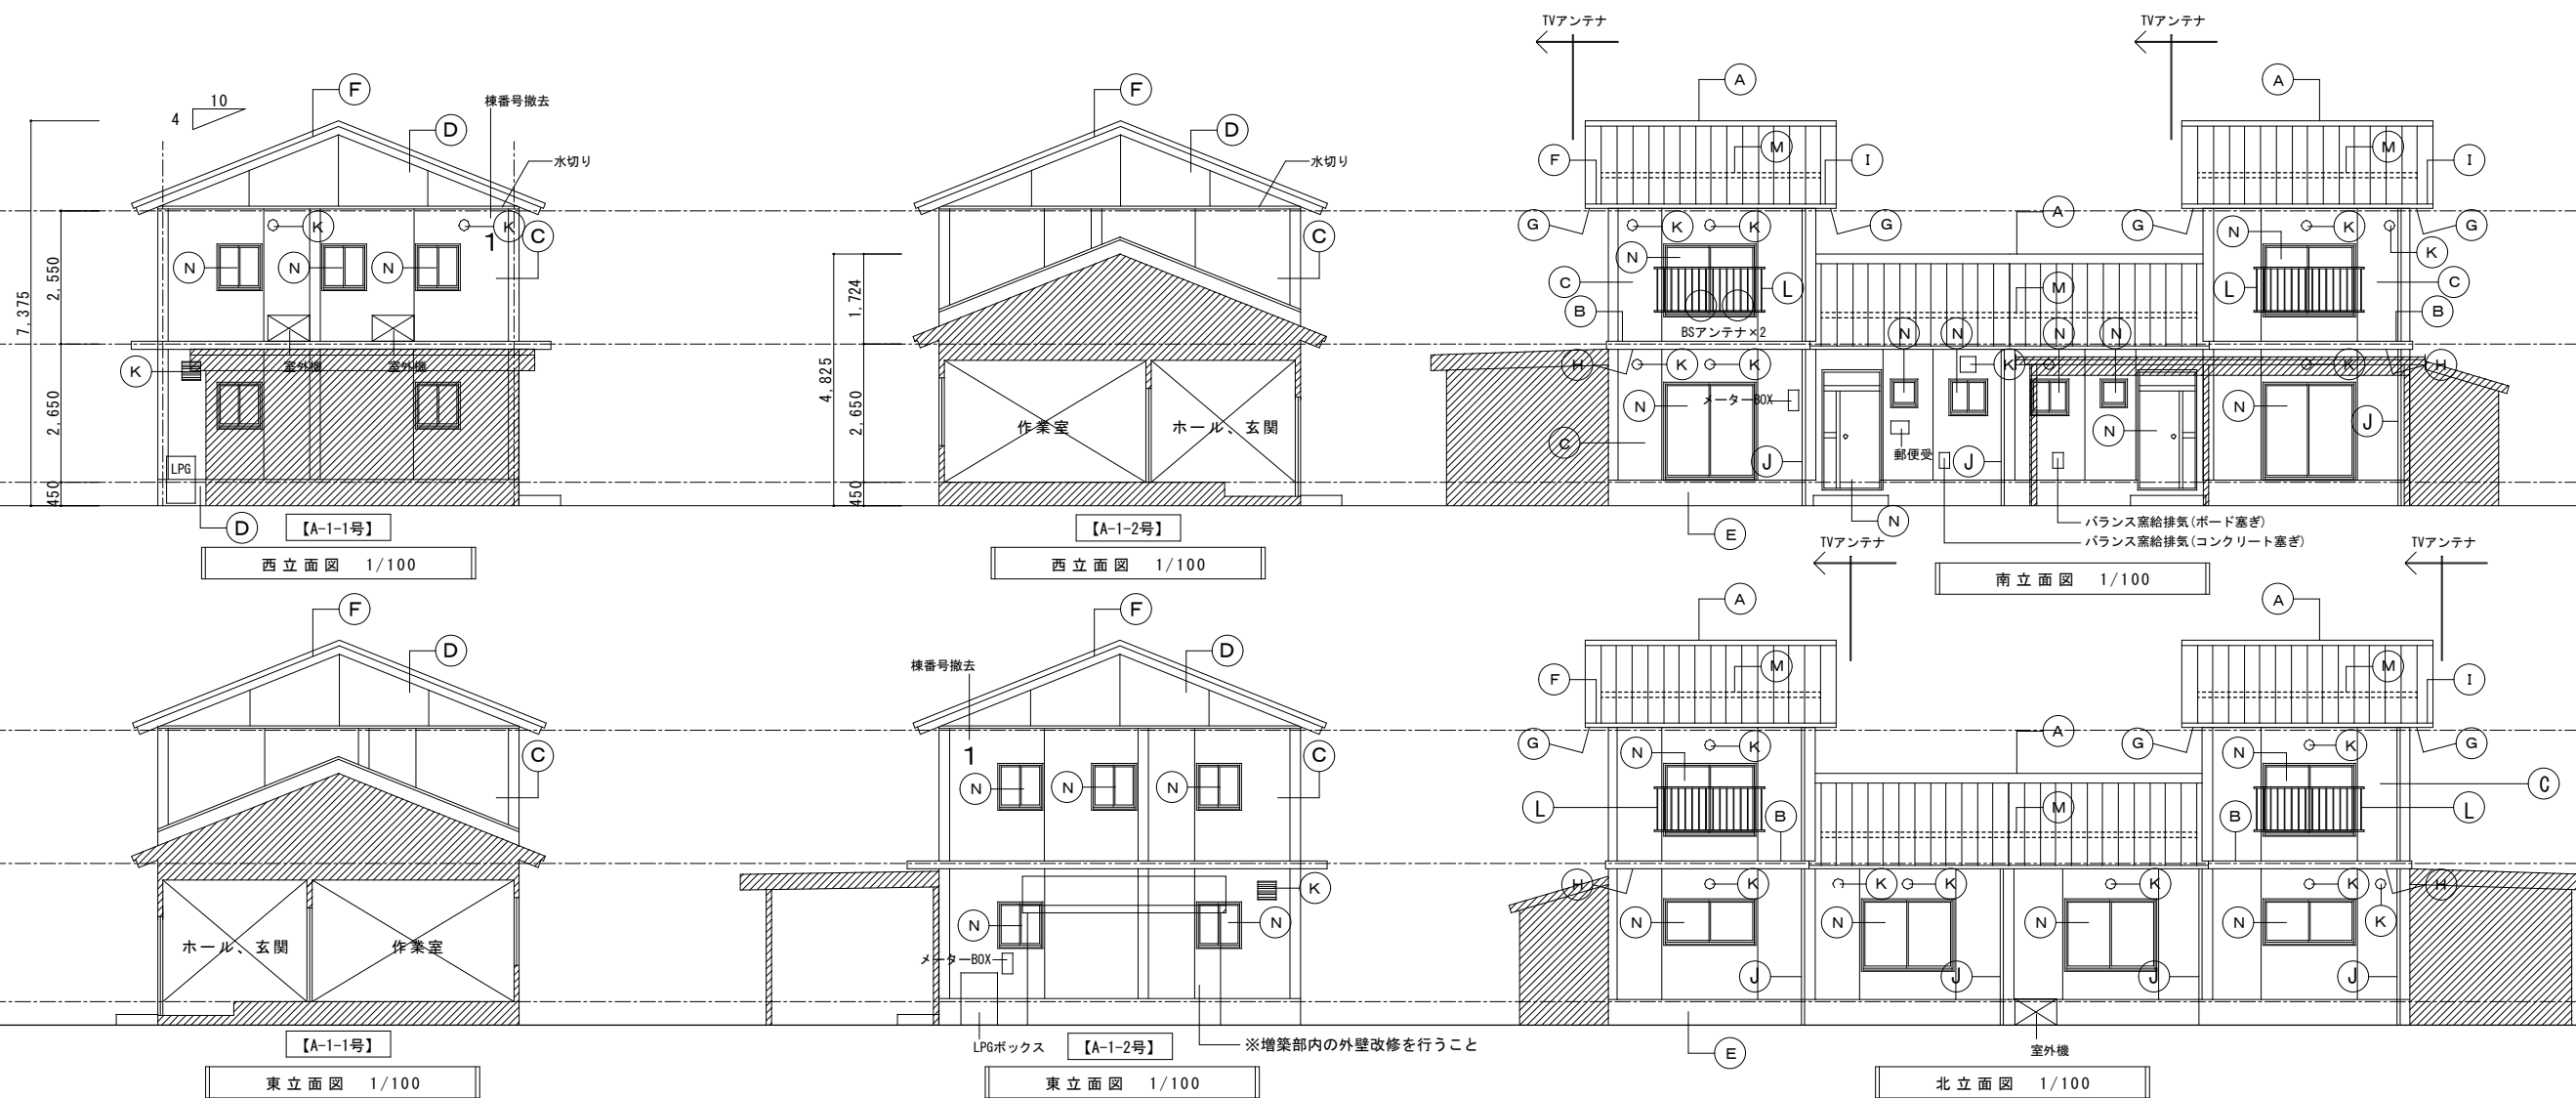 TVアンテナ
TVアンテナ
A
A
F
F
10
4
棟番号撤去
D
D
水切り
水切り
M
M
F
I
I
K
K
1
C
C
G
K
K
G
A
G
N
K
K
G
N
N
N
N
C
L
M
L
C
B
BSアンテナ×2
B
7,375
2,550
2,650
450
4,825
1,724
2,650
450
N
N
N
N
室外機
室外機
K
H
K
K
K
K
H
作業室
ホール、玄関
N
メーターBOX
C
J
郵便受
J
N
N
J
LPG
D
N
E
バランス窯給排気(ボード塞ぎ)
バランス窯給排気(コンクリート塞ぎ)
【A-1-1号】
【A-1-2号】
西立面図 1/100
西立面図 1/100
南立面図 1/100
TVアンテナ
TVアンテナ
F
F
A
A
D
D
棟番号撤去
M
M
F
I
1
C
C
G
N
K
A
G
N
K
G
N
N
N
C
L
B
M
B
L
K
H
K
K
K
K
K
K
H
N
N
N
N
N
N
ホール、玄関
作業室
メーターBOX
J
J
J
J
【A-1-1号】
LPGボックス
【A-1-2号】
※増築部内の外壁改修を行うこと
E
室外機
東立面図 1/100
東立面図 1/100
北立面図 1/100